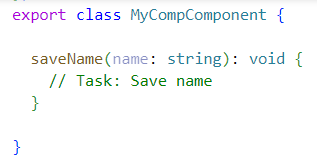 export class MyCompComponent {
saveName(name: string): void {
// Task: Save name
}
}